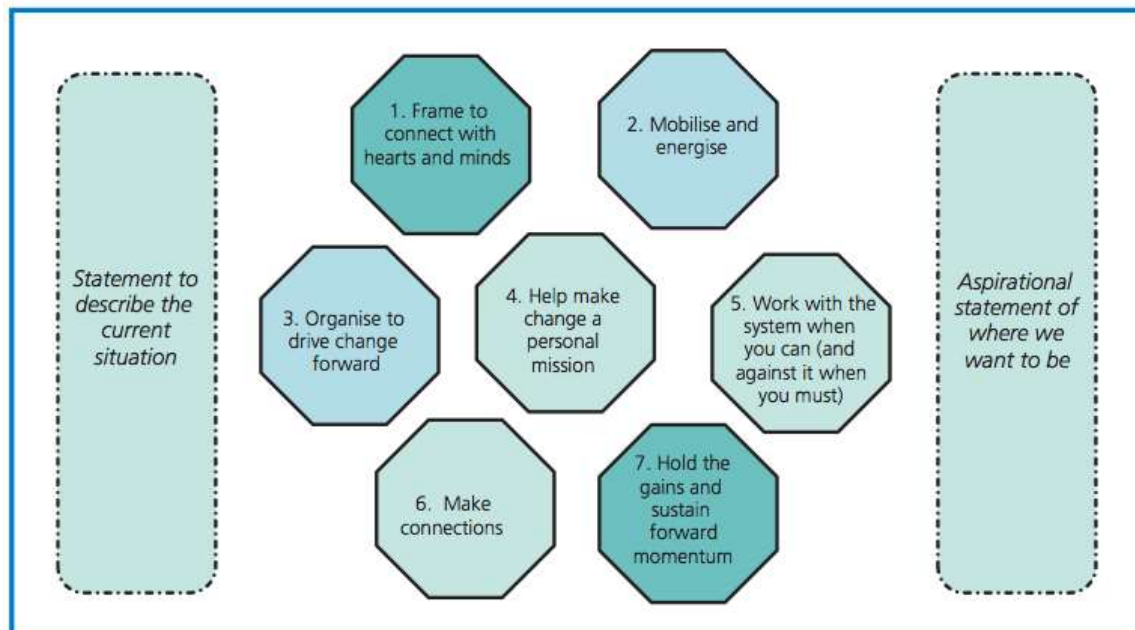 Statement to
describe the
current
situation
1. Frame to
connect with
hearts and minds
2. Mobilise and
energise
3. Organise to
drive change
forward
4. Help make
change a
personal
mission
5. Work with the
system when
you can (and
against it when
you must)
6. Make
connections
7. Hold the
gains and
sustain
forward
momentum
Aspirational
statement of
where we
want to be